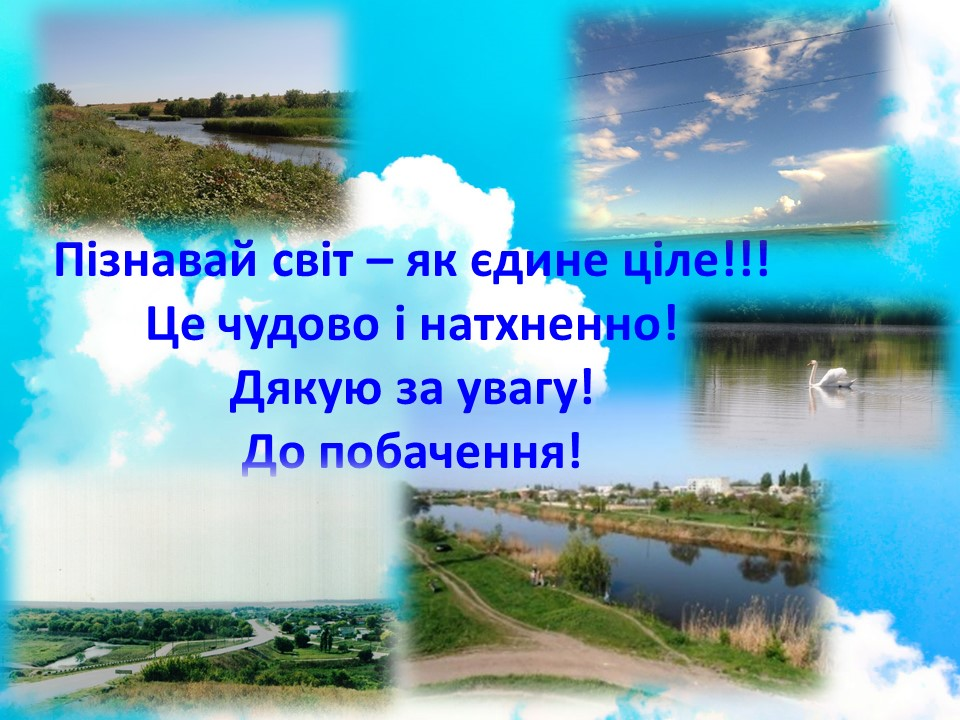 Пізнавай світ – як єдине ціле!!!
Це чудово і натхненно!
Дякую за увагу!
До побачення!